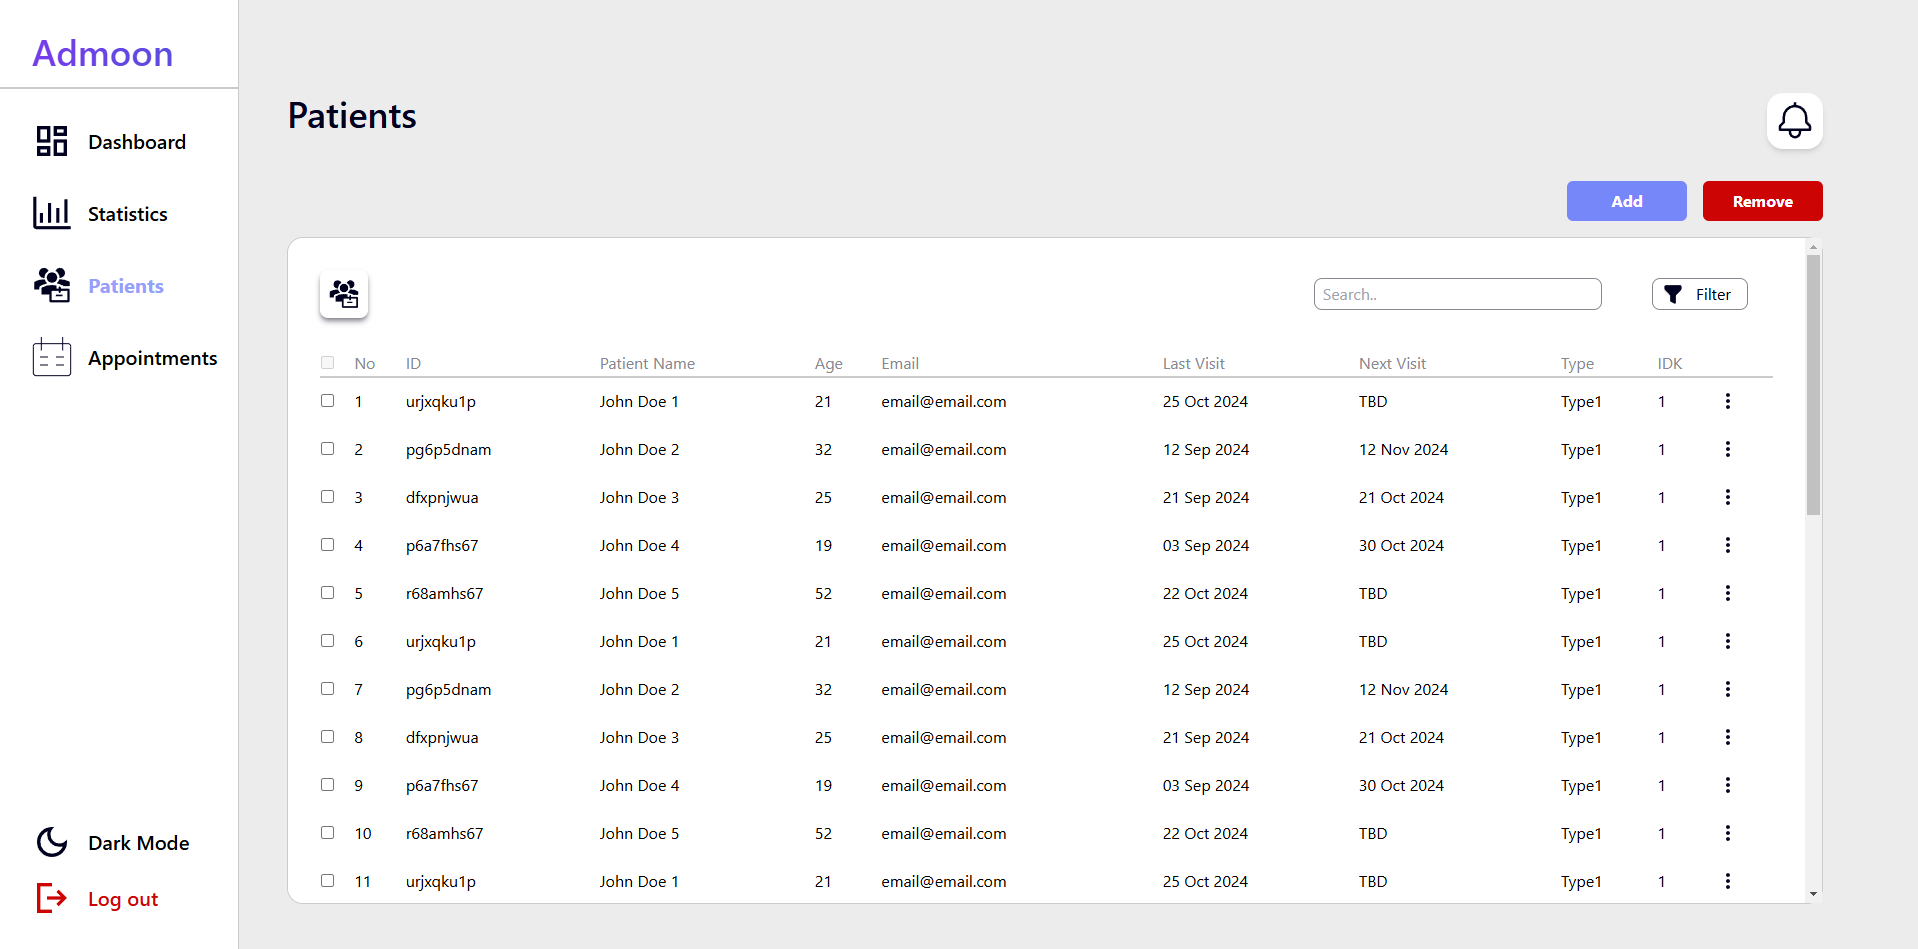 Admoon
Dashboard
Statistics
Patients
Appointments
Dark Mode
Log out
Patients
Add Remove
Search.. Filter
No ID Patient Name Age Email Last Visit Next Visit Type IDK
1 urjxqku1p John Doe 1 21 email@email.com 25 Oct 2024 TBD Type1 1
2 pg6p5dnam John Doe 2 32 email@email.com 12 Sep 2024 12 Nov 2024 Type1 1
3 dfxpnjwua John Doe 3 25 email@email.com 21 Sep 2024 21 Oct 2024 Type1 1
4 p6a7fhs67 John Doe 4 19 email@email.com 03 Sep 2024 30 Oct 2024 Type1 1
5 r68amhs67 John Doe 5 52 email@email.com 22 Oct 2024 TBD Type1 1
6 urjxqku1p John Doe 1 21 email@email.com 25 Oct 2024 TBD Type1 1
7 pg6p5dnam John Doe 2 32 email@email.com 12 Sep 2024 12 Nov 2024 Type1 1
8 dfxpnjwua John Doe 3 25 email@email.com 21 Sep 2024 21 Oct 2024 Type1 1
9 p6a7fhs67 John Doe 4 19 email@email.com 03 Sep 2024 30 Oct 2024 Type1 1
10 r68amhs67 John Doe 5 52 email@email.com 22 Oct 2024 TBD Type1 1
11 urjxqku1p John Doe 1 21 email@email.com 25 Oct 2024 TBD Type1 1